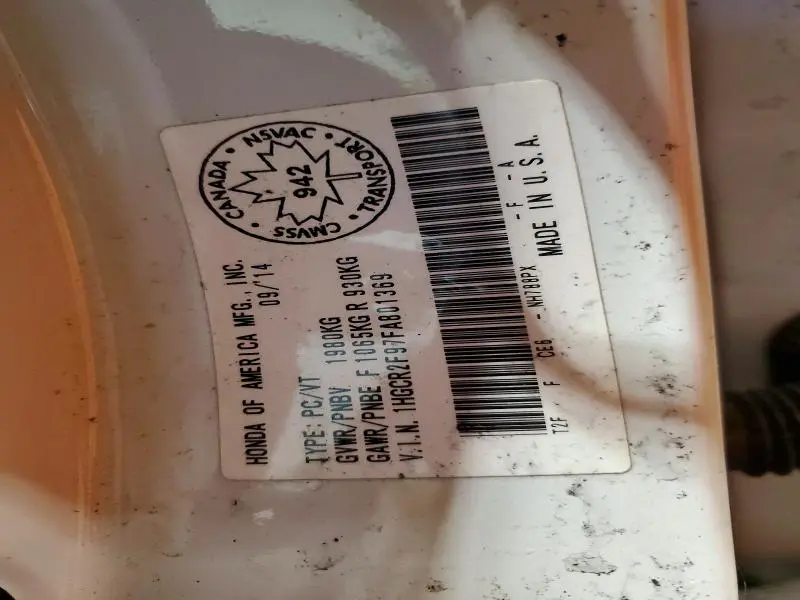 HONDA OF AMERICA MFG., INC.
09/'14
CANADA • NSVAC • TRANSPORT • CMVSS
942
TYPE: PC/VT
GVWR/PNBV 1980KG
GAWR/PNBE F 1065KG R 930KG
V.I.N. 1HGCR2F97FA801369
T2F F CE6 - NH788PX - F - A
MADE IN U.S.A.